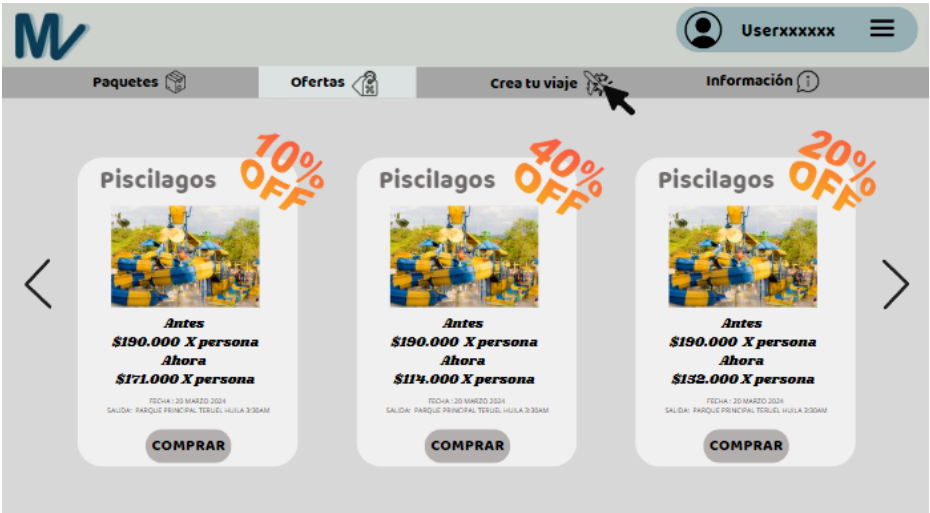 MV
Userxxxxxx
Paquetes
Ofertas
Crea tu viaje
Información
10%
OFF
Piscilagos
Antes
$190.000 X persona
Ahora
$171.000 X persona
FECHA : 20 MARZO 2024
SALIDA: PARQUE PRINCIPAL TERUEL HUILA 3:30AM
COMPRAR
40%
OFF
Piscilagos
Antes
$190.000 X persona
Ahora
$114.000 X persona
FECHA : 20 MARZO 2024
SALIDA: PARQUE PRINCIPAL TERUEL HUILA 3:30AM
COMPRAR
20%
OFF
Piscilagos
Antes
$190.000 X persona
Ahora
$132.000 X persona
FECHA : 20 MARZO 2024
SALIDA: PARQUE PRINCIPAL TERUEL HUILA 3:30AM
COMPRAR